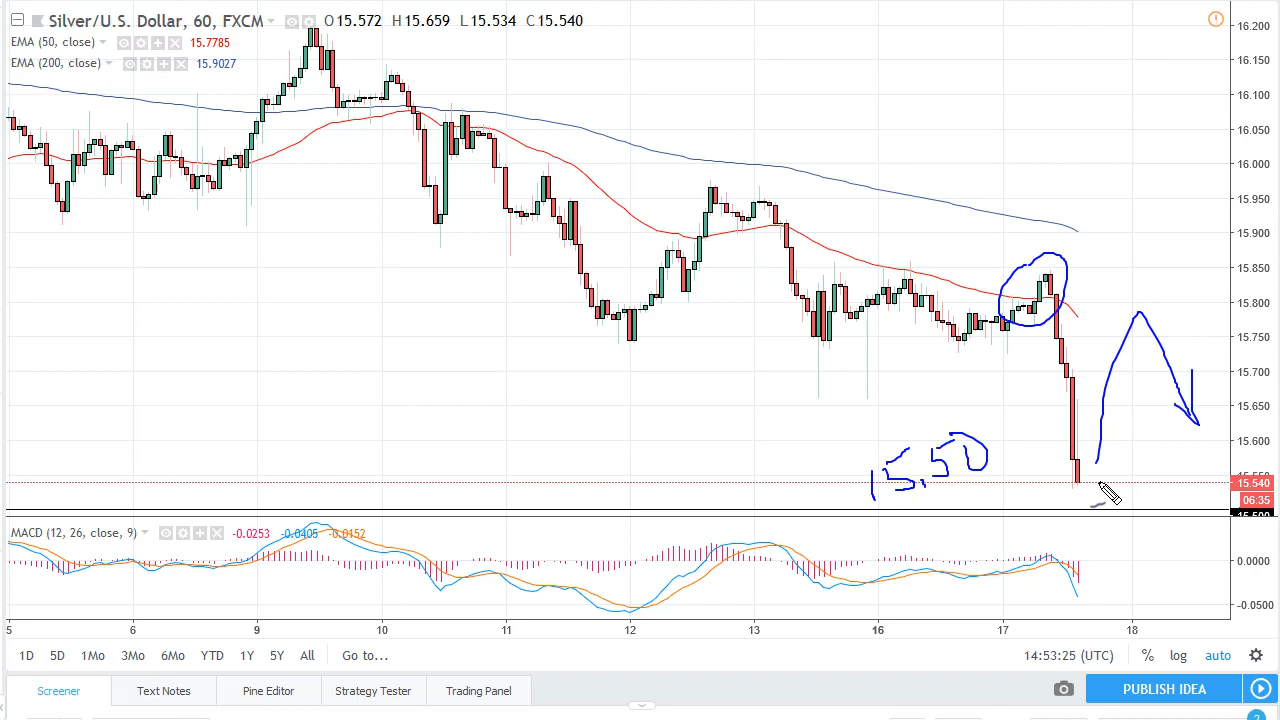 Silver/U.S. Dollar, 60, FXCM O 15.572 H 15.659 L 15.534 C 15.540
EMA (50, close) 15.7785
EMA (200, close) 15.9027
16.200
16.150
16.100
16.050
16.000
15.950
15.900
15.850
15.800
15.750
15.700
15.650
15.600
15.50
15.540
06:35
MACD (12, 26, close, 9) -0.0253 -0.0405 -0.0152
0.0000
-0.0500
5 6 9 10 11 12 13 16 17 18
1D 5D 1Mo 3Mo 6Mo YTD 1Y 5Y All Go to... 14:53:25 (UTC) % log auto
Screener Text Notes Pine Editor Strategy Tester Trading Panel PUBLISH IDEA